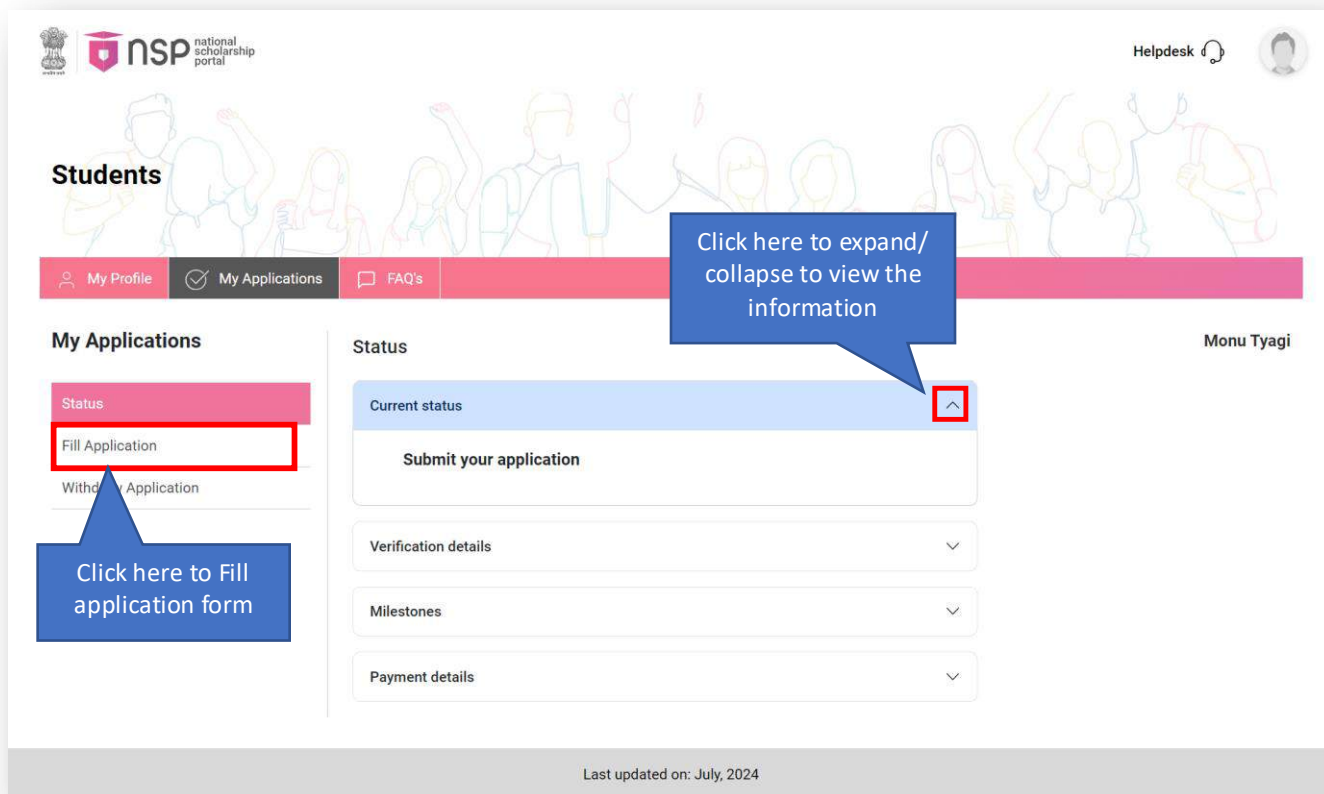 nsp national
scholarship
portal
Helpdesk
Students
Click here to expand/
collapse to view the
information
My Profile
My Applications
FAQ's
My Applications
Status
Fill Application
Withd Application
Click here to Fill
application form
Status
Current status
Submit your application
Verification details
Milestones
Payment details
Monu Tyagi
Last updated on: July, 2024